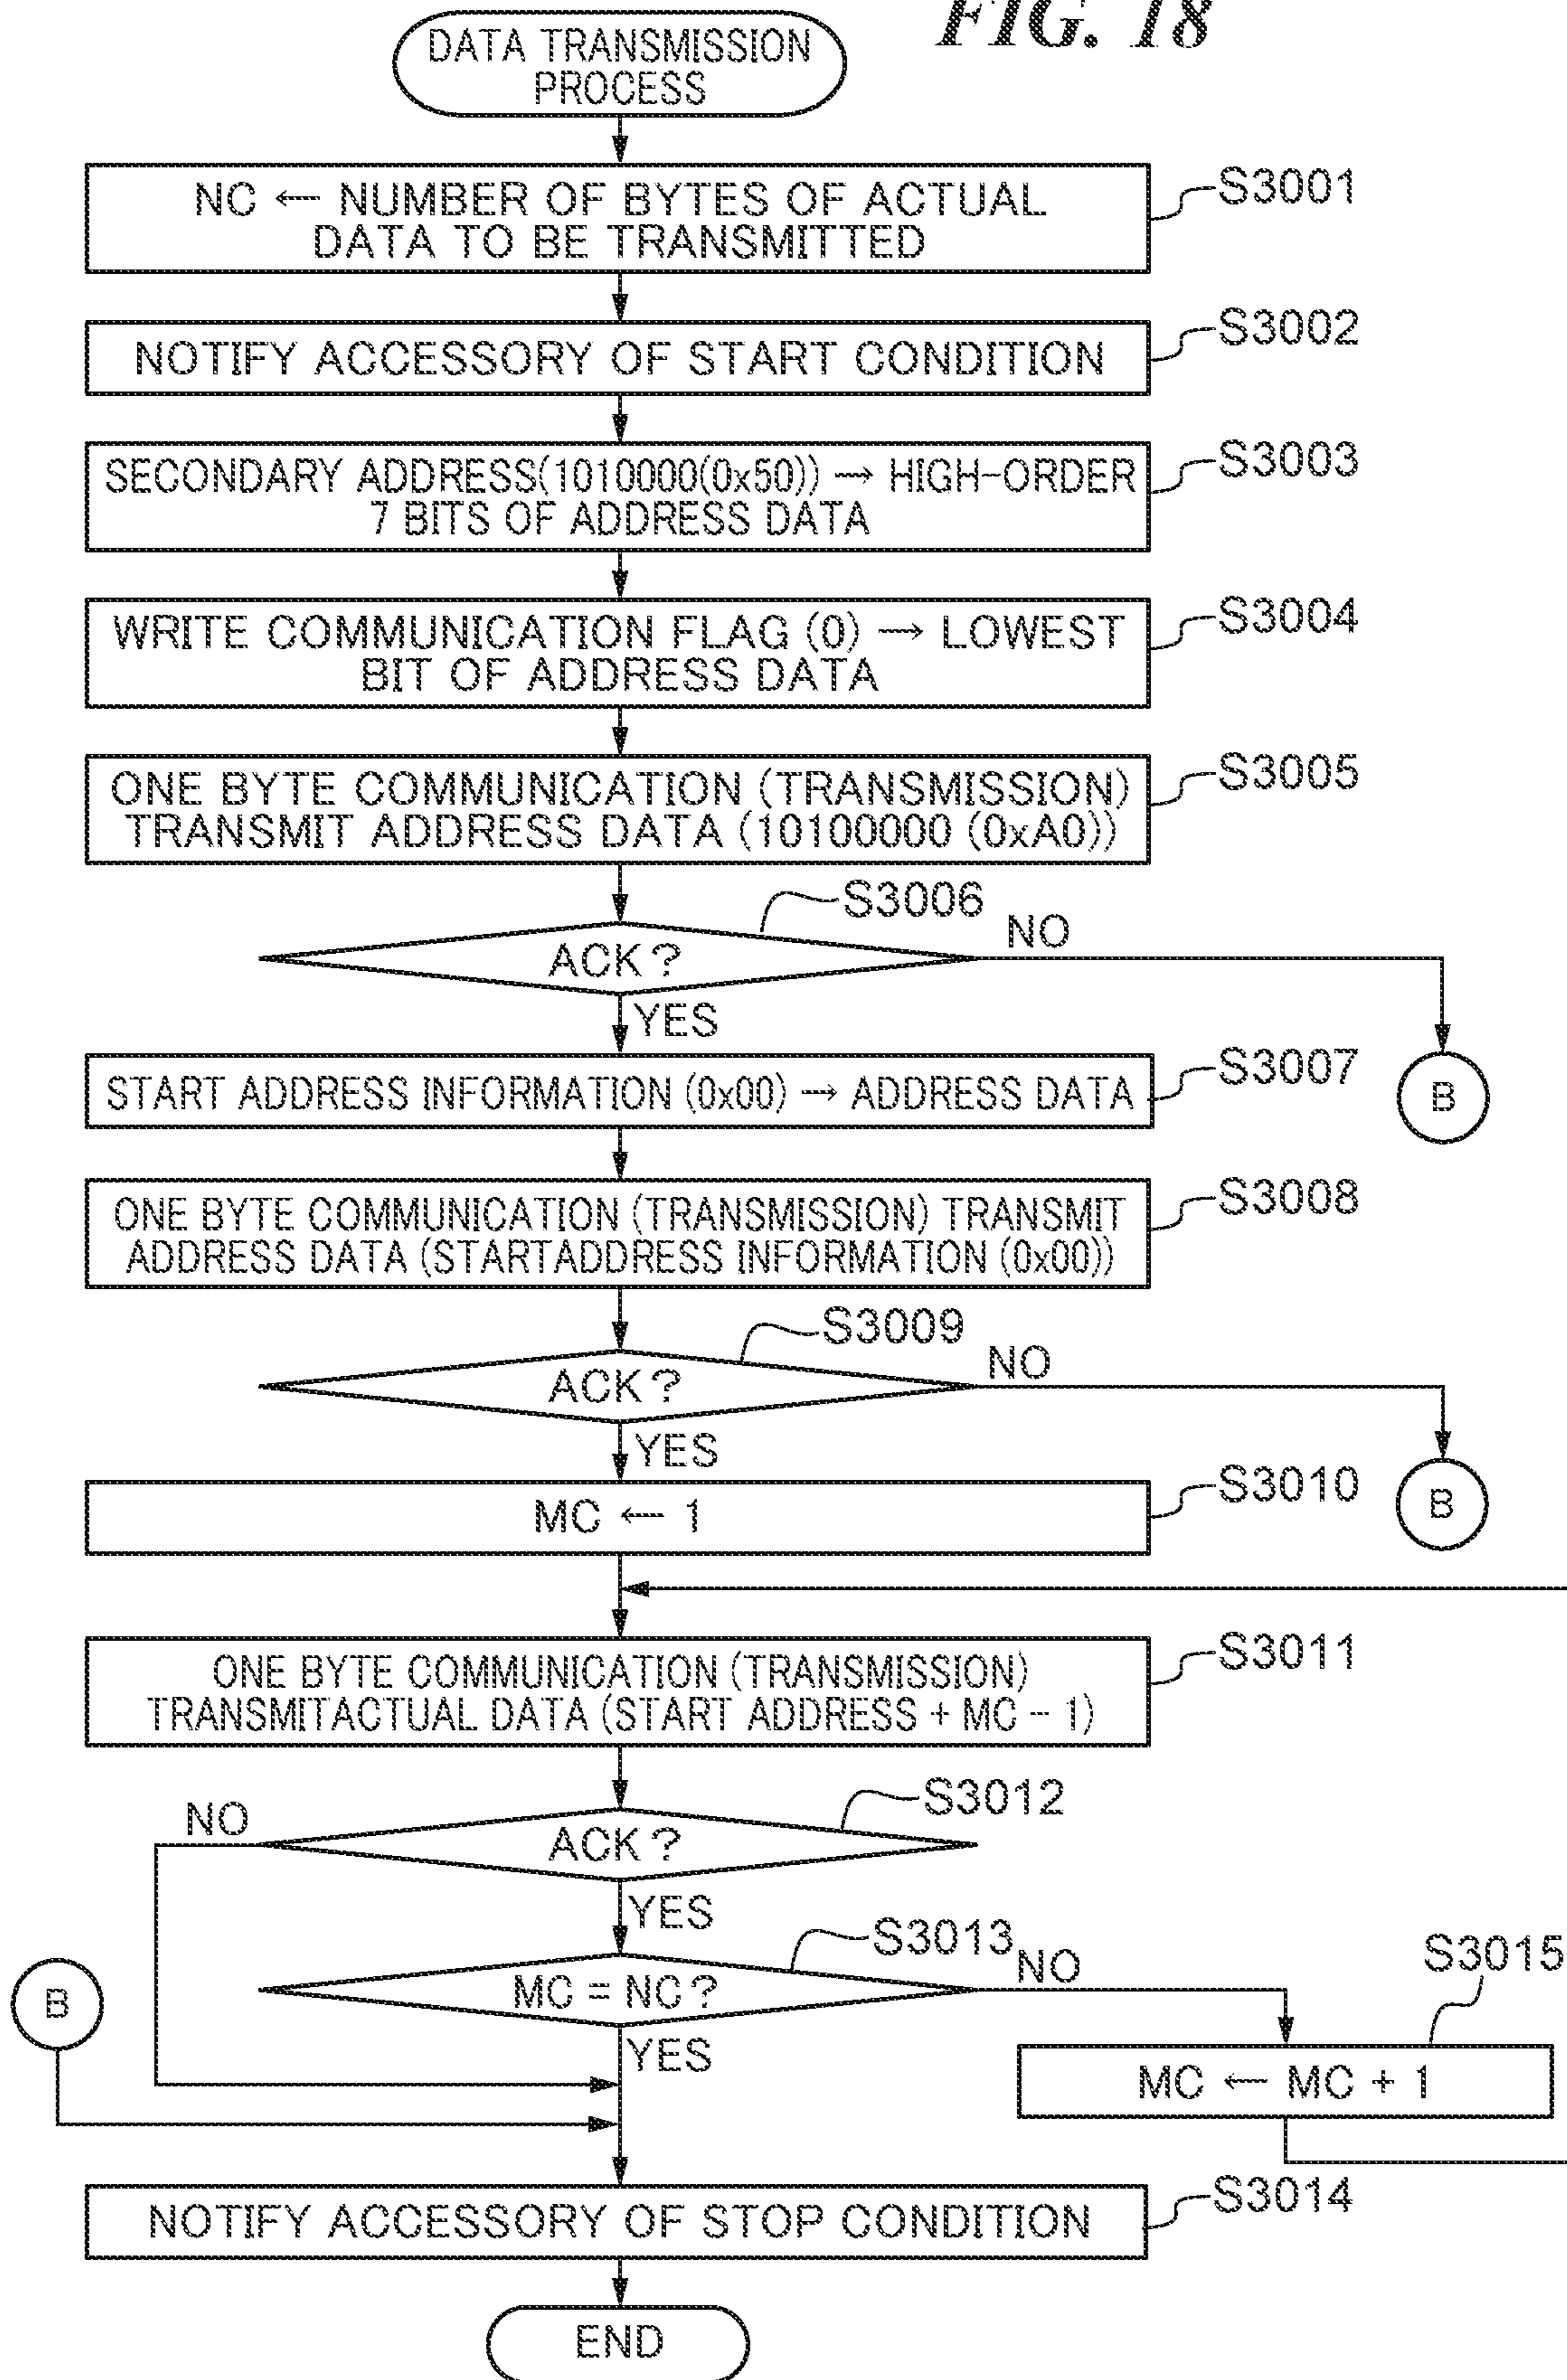 FIG. 18
DATA TRANSMISSION
PROCESS
NC ← NUMBER OF BYTES OF ACTUAL
DATA TO BE TRANSMITTED
S3001
NOTIFY ACCESSORY OF START CONDITION
S3002
SECONDARY ADDRESS(1010000(0x50)) → HIGH-ORDER
7 BITS OF ADDRESS DATA
S3003
WRITE COMMUNICATION FLAG (0) → LOWEST
BIT OF ADDRESS DATA
S3004
ONE BYTE COMMUNICATION (TRANSMISSION)
TRANSMIT ADDRESS DATA (10100000 (0xA0))
S3005
S3006
ACK?
NO
YES
B
START ADDRESS INFORMATION (0x00) → ADDRESS DATA
S3007
ONE BYTE COMMUNICATION (TRANSMISSION) TRANSMIT
ADDRESS DATA (STARTADDRESS INFORMATION (0x00))
S3008
S3009
ACK?
NO
YES
B
MC ← 1
S3010
ONE BYTE COMMUNICATION (TRANSMISSION)
TRANSMITACTUAL DATA (START ADDRESS + MC - 1)
S3011
S3012
NO
ACK?
YES
S3013
MC = NC?
NO
YES
B
S3015
MC ← MC + 1
NOTIFY ACCESSORY OF STOP CONDITION
S3014
END